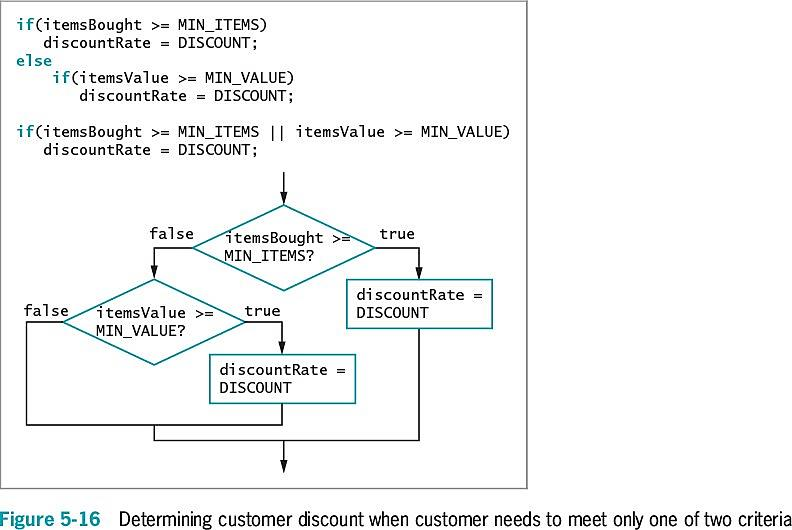 if(itemsBought >= MIN_ITEMS)
discountRate = DISCOUNT;
else
if(itemsValue >= MIN_VALUE)
discountRate = DISCOUNT;
if(itemsBought >= MIN_ITEMS || itemsValue >= MIN_VALUE)
discountRate = DISCOUNT;
false
itemsBought >=
MIN_ITEMS?
true
false
itemsValue >=
MIN_VALUE?
true
discountRate =
DISCOUNT
discountRate =
DISCOUNT
Figure 5-16 Determining customer discount when customer needs to meet only one of two criteria